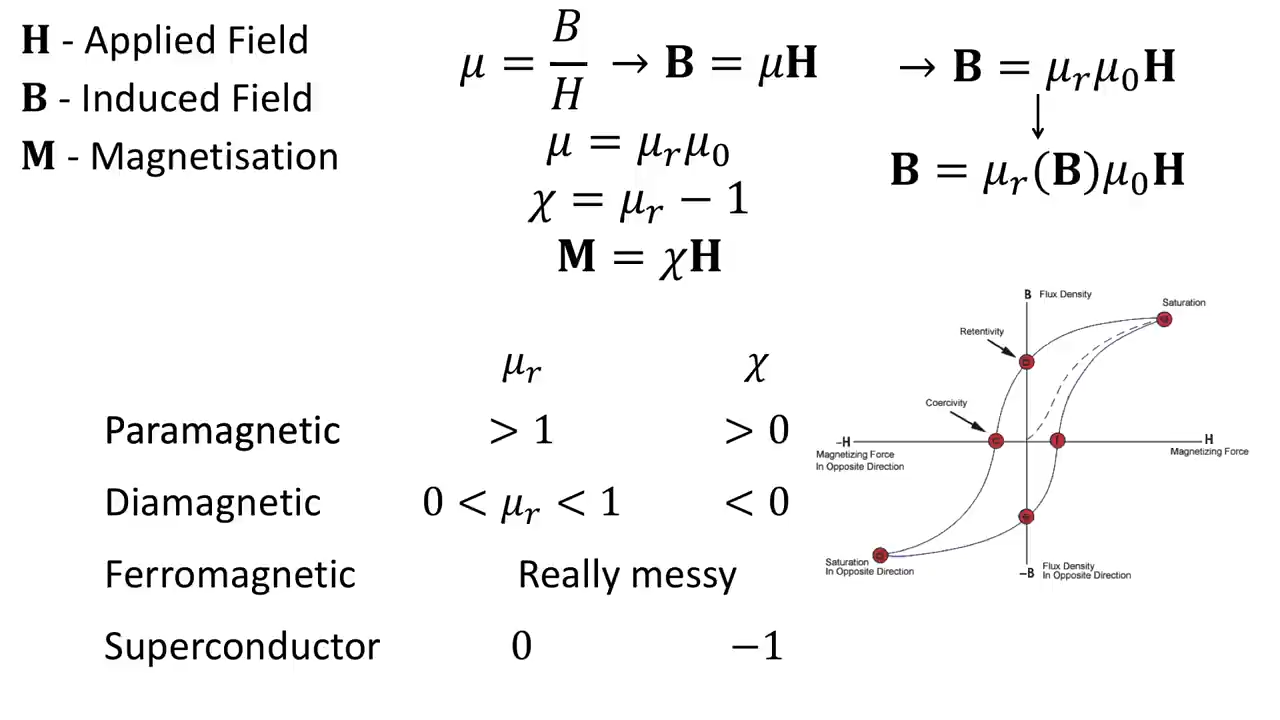 𝐇 - Applied Field
𝐁 - Induced Field
𝐌 - Magnetisation
μ = B/H → 𝐁 = μ𝐇
μ = μᵣμ₀
χ = μᵣ − 1
𝐌 = χ𝐇
→ 𝐁 = μᵣμ₀𝐇
↓
𝐁 = μᵣ(𝐁)μ₀𝐇
μᵣ χ
Paramagnetic > 1 > 0
Diamagnetic 0 < μᵣ < 1 < 0
Ferromagnetic Really messy
Superconductor 0 −1
B Flux Density
Saturation
Retentivity
Coercivity
-H
Magnetizing Force
In Opposite Direction
H
Magnetizing Force
Saturation
In Opposite Direction
-B Flux Density
In Opposite Direction